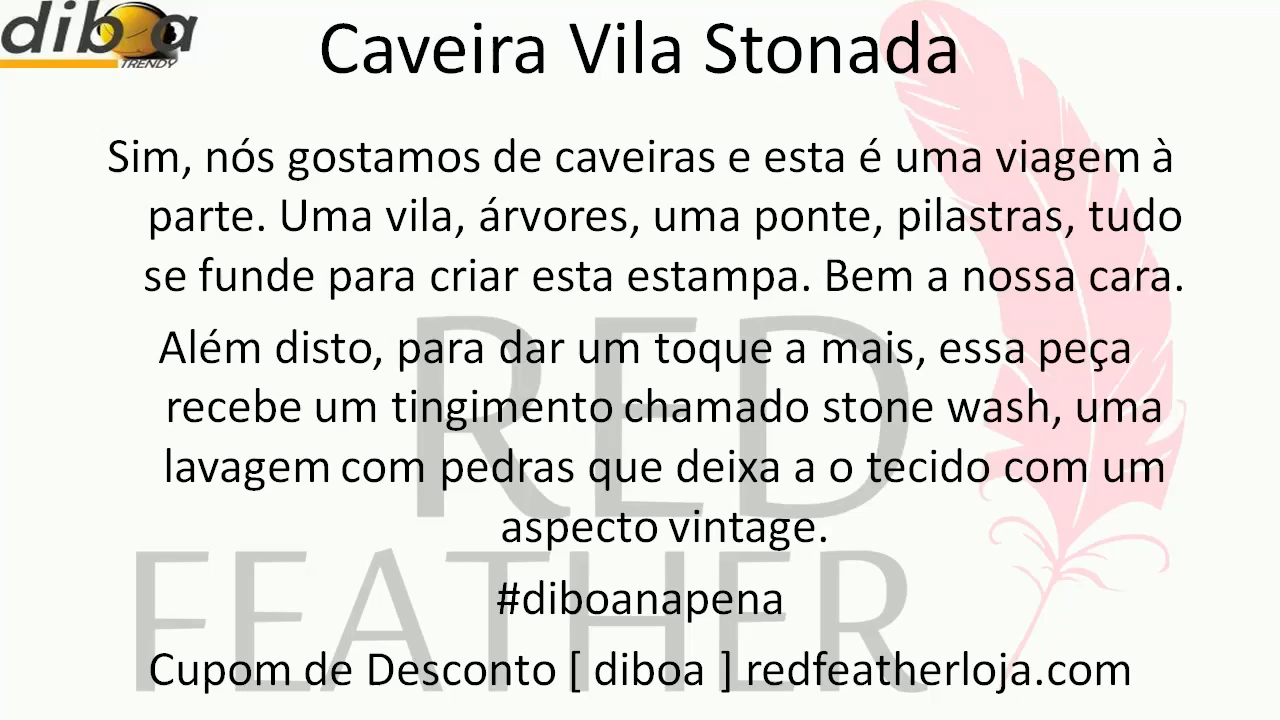 diboa
TRENDY
Caveira Vila Stonada
Sim, nós gostamos de caveiras e esta é uma viagem à
parte. Uma vila, árvores, uma ponte, pilastras, tudo
se funde para criar esta estampa. Bem a nossa cara.
Além disto, para dar um toque a mais, essa peça
recebe um tingimento chamado stone wash, uma
lavagem com pedras que deixa a o tecido com um
aspecto vintage.
#diboanapena
Cupom de Desconto [ diboa ] redfeatherloja.com
RED
FEATHER